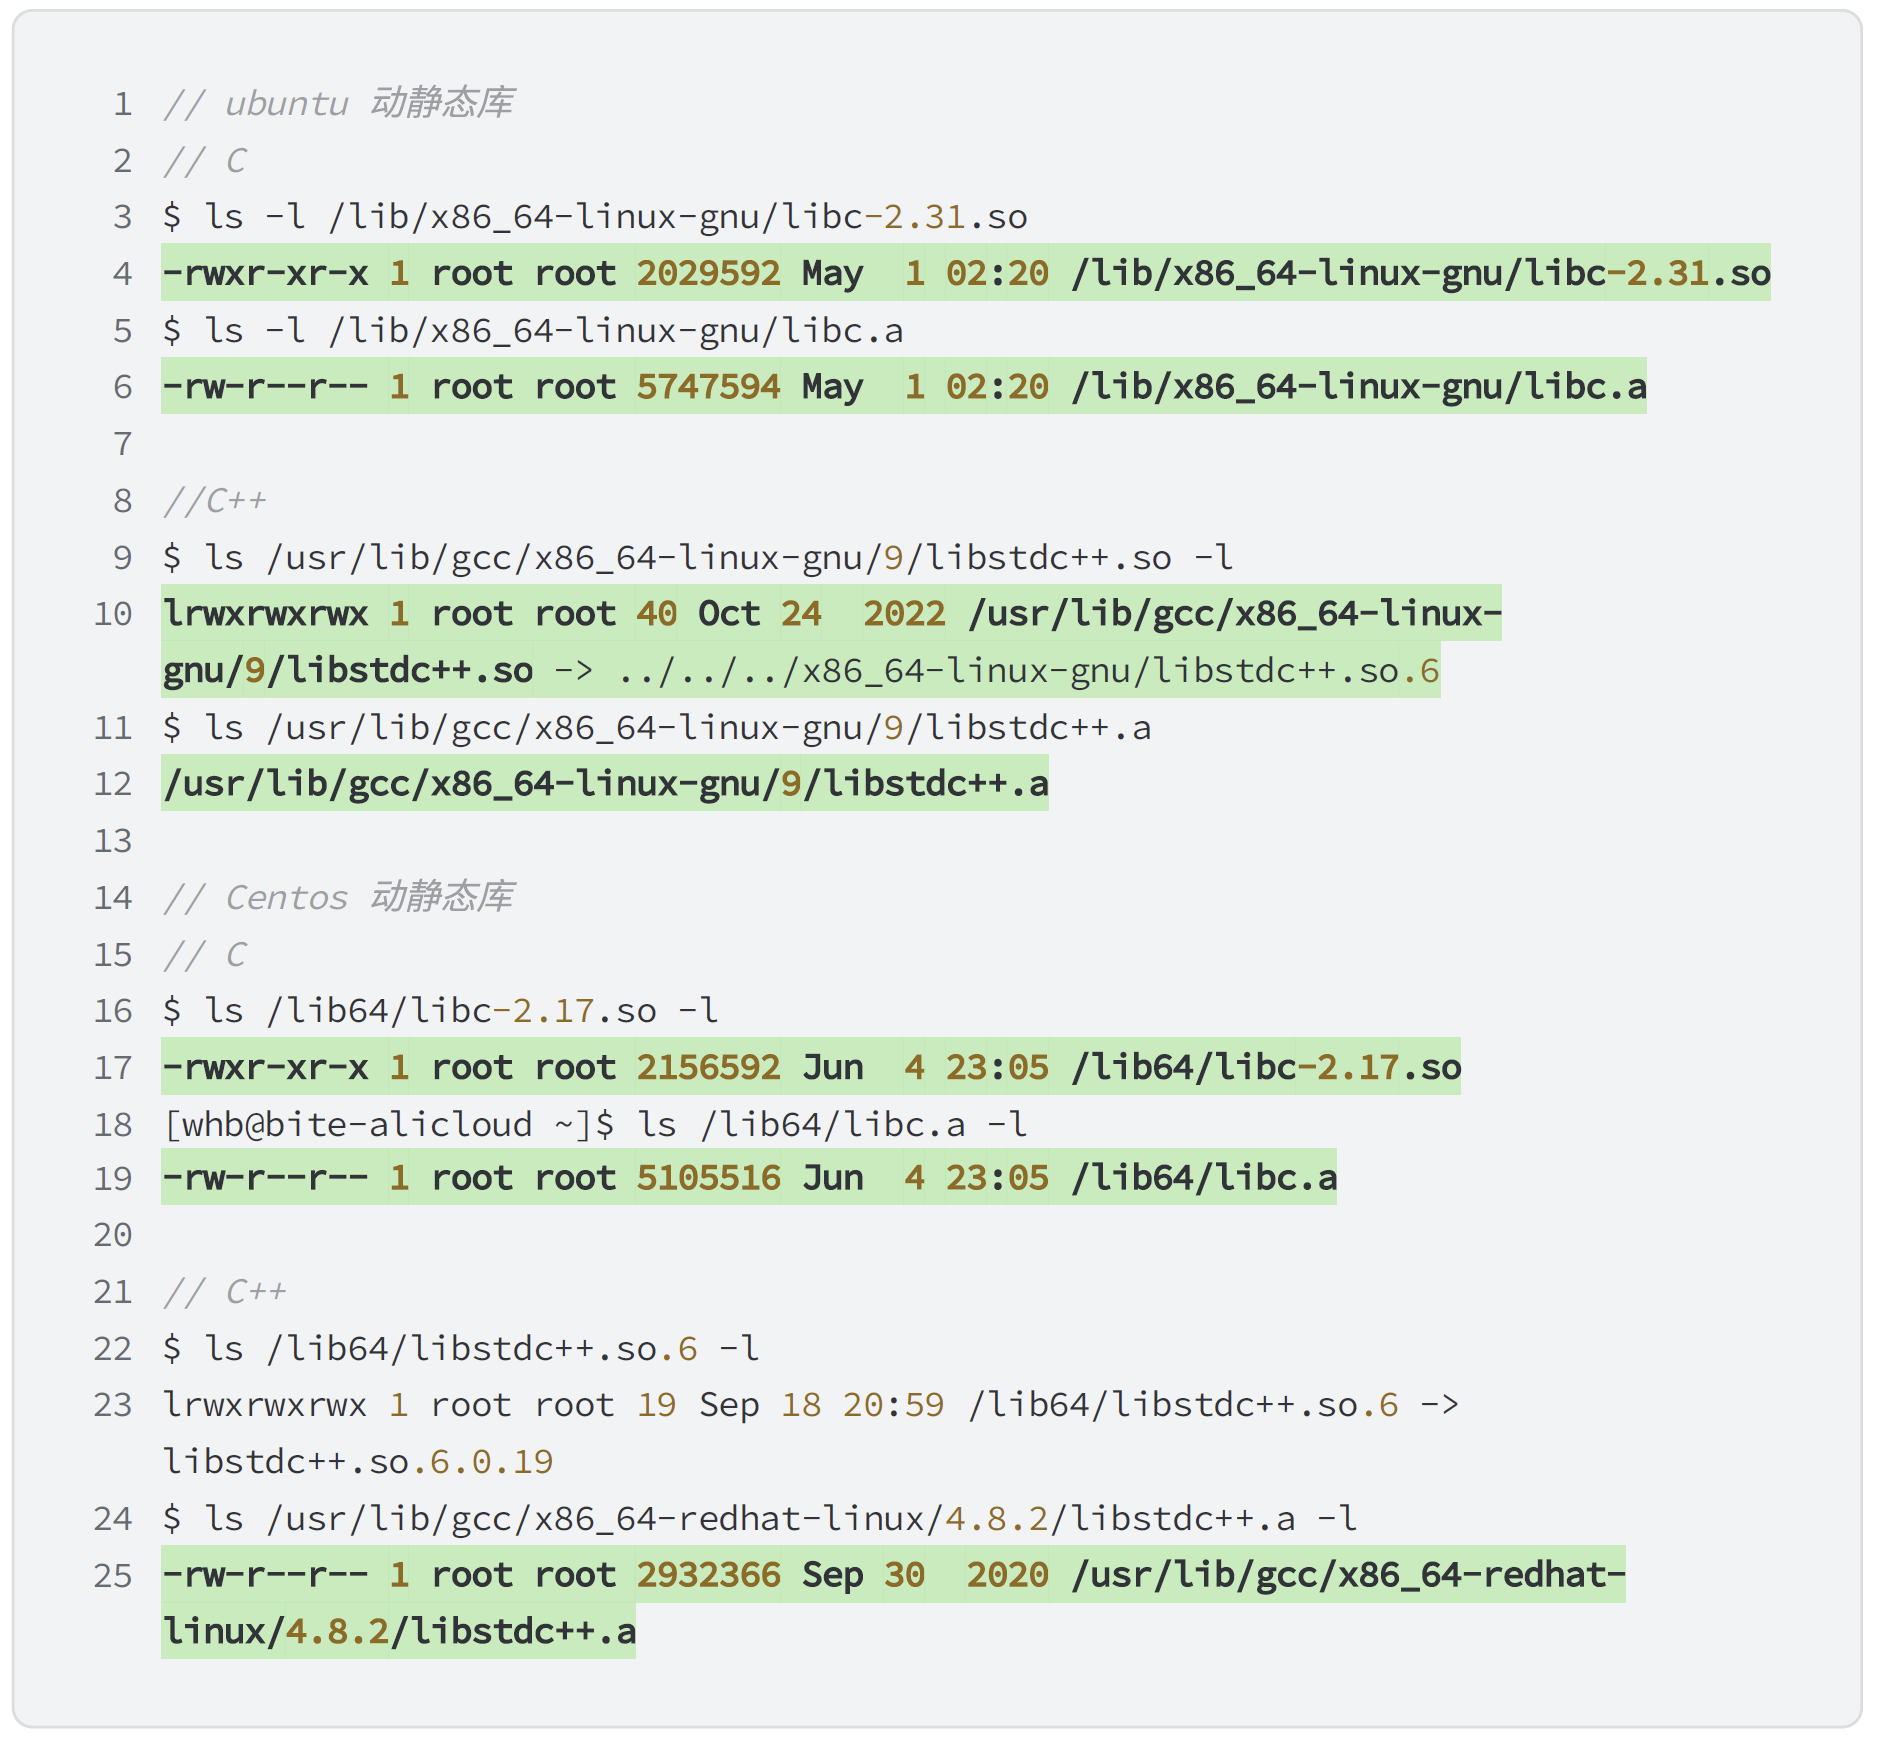 1 // ubuntu 动静态库
2 // C
3 $ ls -l /lib/x86_64-linux-gnu/libc-2.31.so
4 -rwxr-xr-x 1 root root 2029592 May  1 02:20 /lib/x86_64-linux-gnu/libc-2.31.so
5 $ ls -l /lib/x86_64-linux-gnu/libc.a
6 -rw-r--r-- 1 root root 5747594 May  1 02:20 /lib/x86_64-linux-gnu/libc.a
7
8 //C++
9 $ ls /usr/lib/gcc/x86_64-linux-gnu/9/libstdc++.so -l
10 lrwxrwxrwx 1 root root 40 Oct 24  2022 /usr/lib/gcc/x86_64-linux-
gnu/9/libstdc++.so -> ../../../x86_64-linux-gnu/libstdc++.so.6
11 $ ls /usr/lib/gcc/x86_64-linux-gnu/9/libstdc++.a
12 /usr/lib/gcc/x86_64-linux-gnu/9/libstdc++.a
13
14 // Centos 动静态库
15 // C
16 $ ls /lib64/libc-2.17.so -l
17 -rwxr-xr-x 1 root root 2156592 Jun  4 23:05 /lib64/libc-2.17.so
18 [whb@bite-alicloud ~]$ ls /lib64/libc.a -l
19 -rw-r--r-- 1 root root 5105516 Jun  4 23:05 /lib64/libc.a
20
21 // C++
22 $ ls /lib64/libstdc++.so.6 -l
23 lrwxrwxrwx 1 root root 19 Sep 18 20:59 /lib64/libstdc++.so.6 ->
libstdc++.so.6.0.19
24 $ ls /usr/lib/gcc/x86_64-redhat-linux/4.8.2/libstdc++.a -l
25 -rw-r--r-- 1 root root 2932366 Sep 30  2020 /usr/lib/gcc/x86_64-redhat-
linux/4.8.2/libstdc++.a